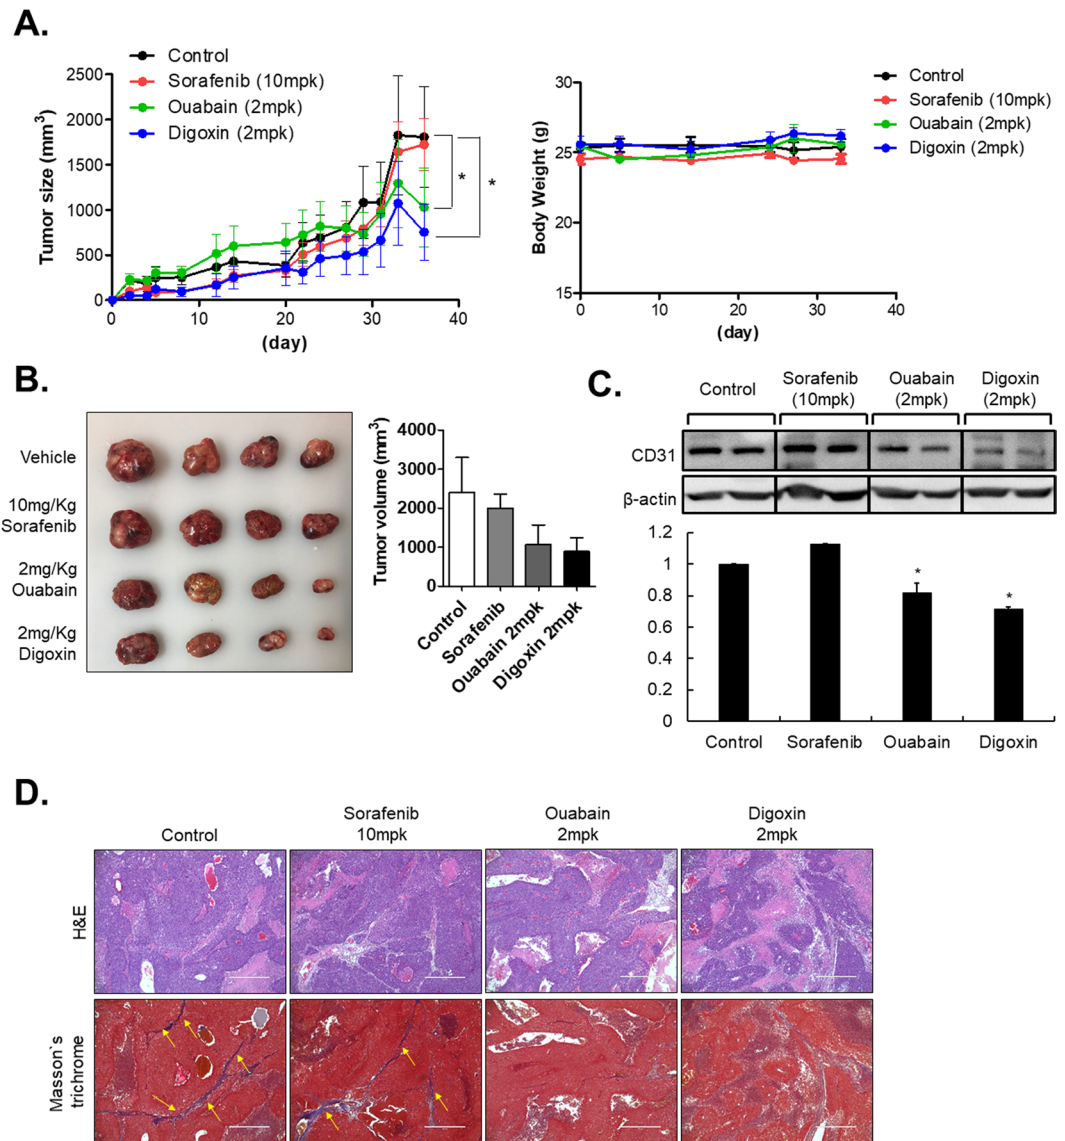 A.
Control
Sorafenib (10mpk)
Ouabain (2mpk)
Digoxin (2mpk)
Tumor size (mm3)
2500
2000
1500
1000
500
0
0 10 20 30 40
(day)
*
*
Control
Sorafenib (10mpk)
Ouabain (2mpk)
Digoxin (2mpk)
Body Weight (g)
30
25
20
15
0 10 20 30 40
(day)
B.
Vehicle
10mg/Kg
Sorafenib
2mg/Kg
Ouabain
2mg/Kg
Digoxin
Tumor volume (mm3)
4000
3000
2000
1000
0
Control
Sorafenib
Ouabain 2mpk
Digoxin 2mpk
C.
Control
Sorafenib
(10mpk)
Ouabain
(2mpk)
Digoxin
(2mpk)
CD31
β-actin
1.2
1
0.8
0.6
0.4
0.2
0
*
*
Control Sorafenib Ouabain Digoxin
D.
Control
Sorafenib
10mpk
Ouabain
2mpk
Digoxin
2mpk
H&E
Masson`s
trichrome